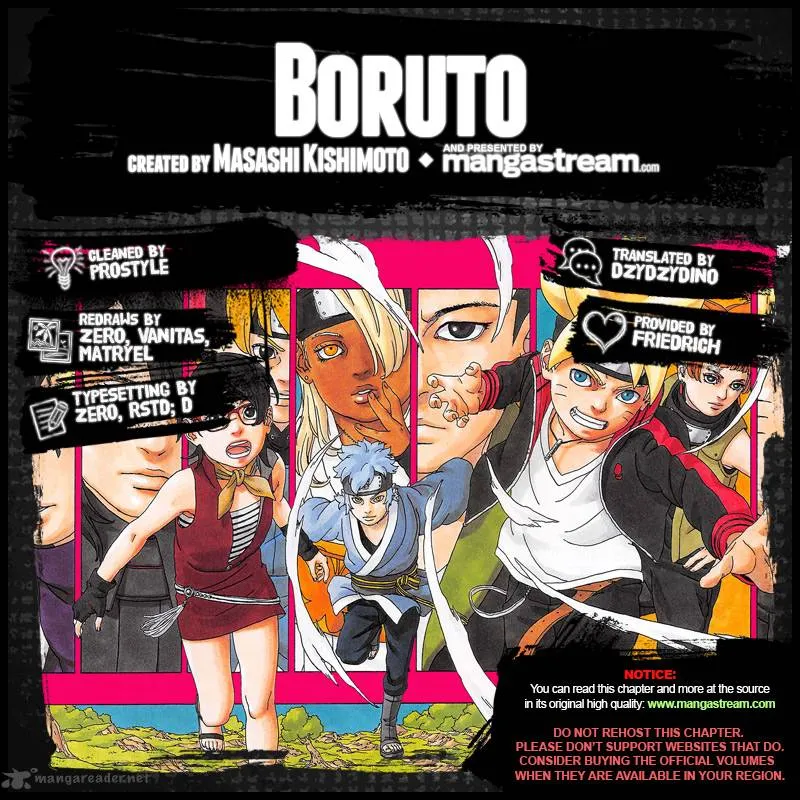 BORUTO
CREATED BY MASASHI KISHIMOTO ◆ AND PRESENTED BY mangastream.com
CLEANED BY
PROSTYLE
REDRAWS BY
ZERO, VANITAS,
MATRYEL
TYPESETTING BY
ZERO, RSTD; D
TRANSLATED BY
DZYDZYDINO
PROVIDED BY
FRIEDRICH
NOTICE:
You can read this chapter and more at the source
in its original high quality: www.mangastream.com
DO NOT REHOST THIS CHAPTER.
PLEASE DON'T SUPPORT WEBSITES THAT DO.
CONSIDER BUYING THE OFFICIAL VOLUMES
WHEN THEY ARE AVAILABLE IN YOUR REGION.
mangareader.net